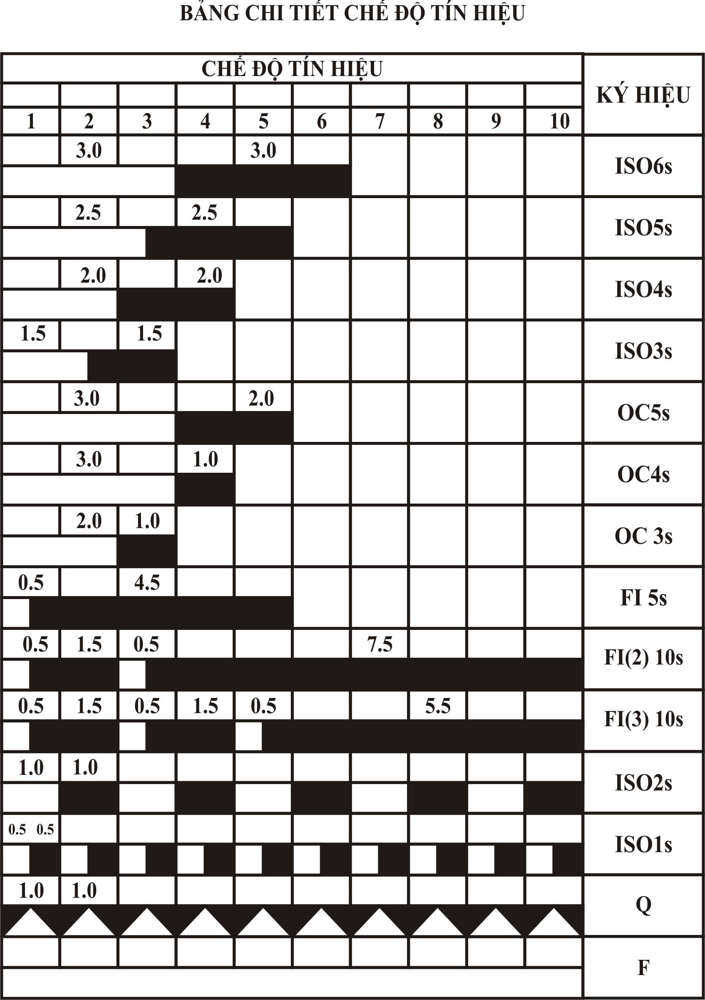 BẢNG CHI TIẾT CHẾ ĐỘ TÍN HIỆU
CHẾ ĐỘ TÍN HIỆU
KÝ HIỆU
1 2 3 4 5 6 7 8 9 10
3.0 3.0
ISO6s
2.5 2.5
ISO5s
2.0 2.0
ISO4s
1.5 1.5
ISO3s
3.0 2.0
OC5s
3.0 1.0
OC4s
2.0 1.0
OC 3s
0.5 4.5
FI 5s
0.5 1.5 0.5 7.5
FI(2) 10s
0.5 1.5 0.5 1.5 0.5 5.5
FI(3) 10s
1.0 1.0
ISO2s
0.5 0.5
ISO1s
1.0 1.0
Q
F